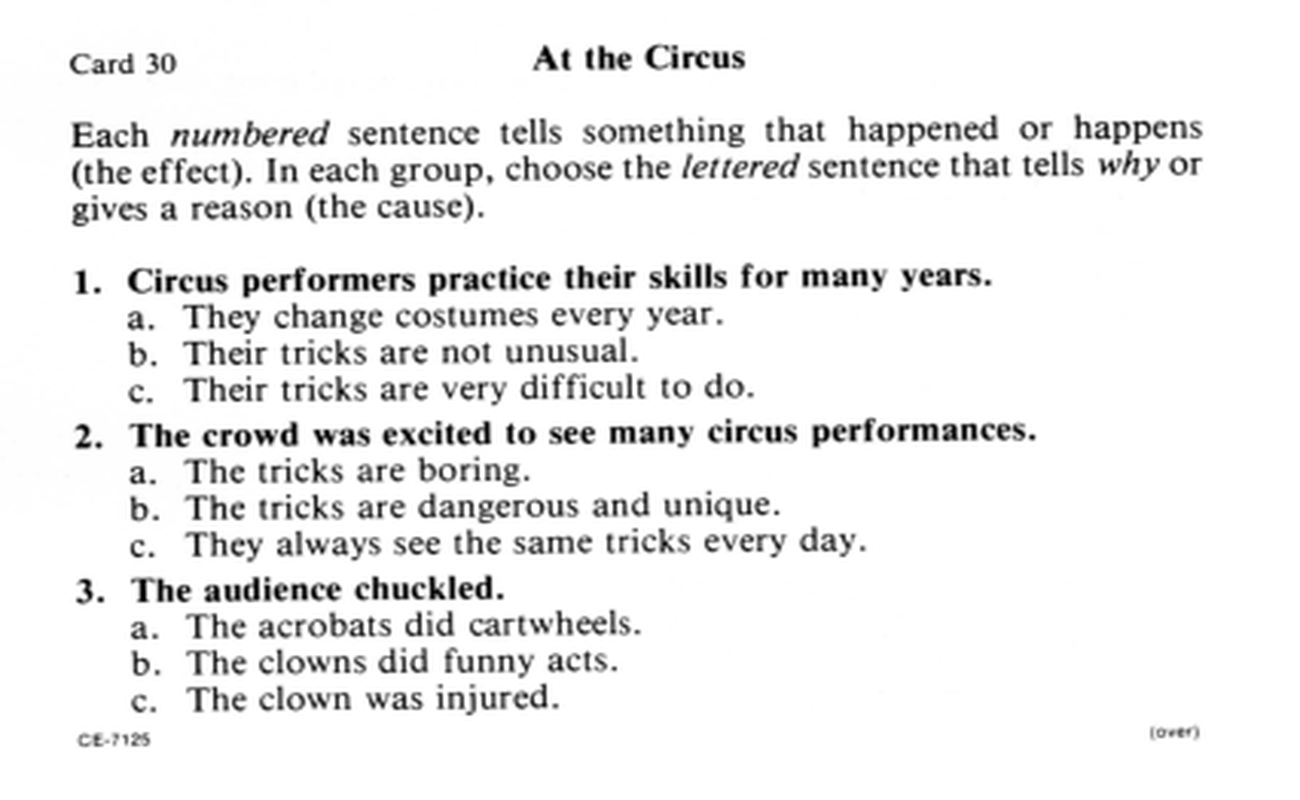 Card 30
At the Circus
Each numbered sentence tells something that happened or happens
(the effect). In each group, choose the lettered sentence that tells why or
gives a reason (the cause).
1. Circus performers practice their skills for many years.
a. They change costumes every year.
b. Their tricks are not unusual.
c. Their tricks are very difficult to do.
2. The crowd was excited to see many circus performances.
a. The tricks are boring.
b. The tricks are dangerous and unique.
c. They always see the same tricks every day.
3. The audience chuckled.
a. The acrobats did cartwheels.
b. The clowns did funny acts.
c. The clown was injured.
CE-7125
(over)